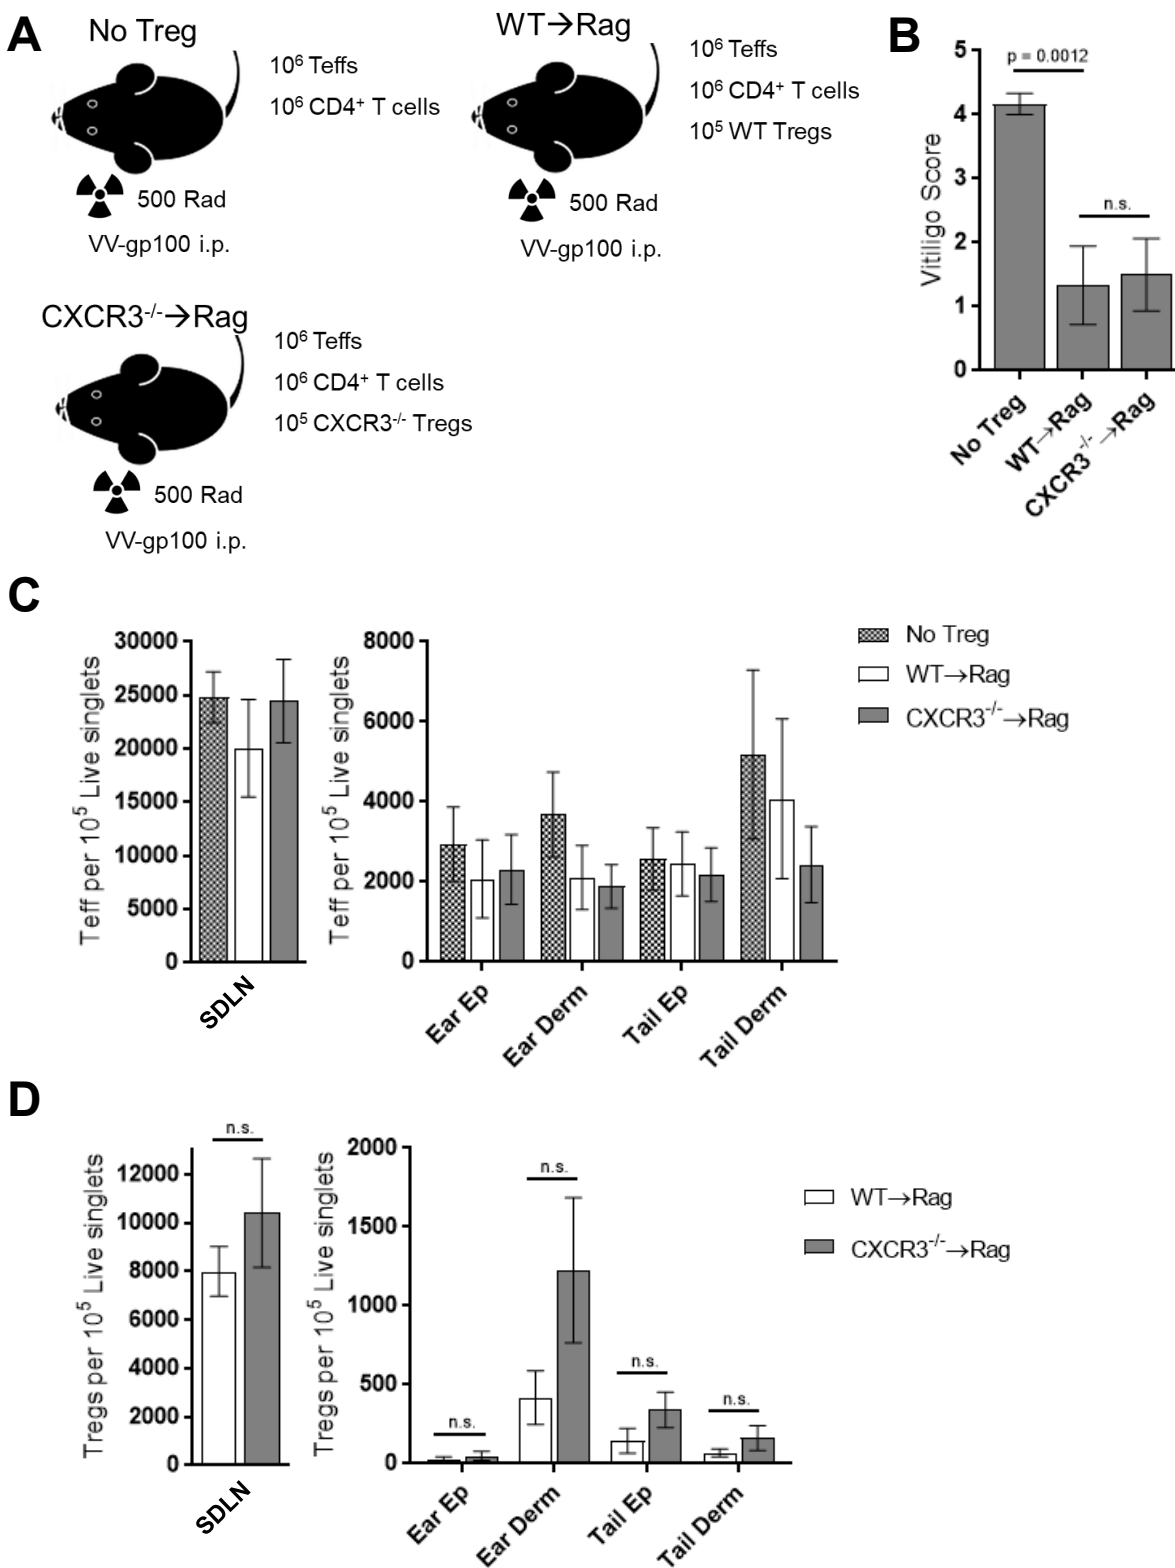 A
No Treg
10⁶ Teffs
10⁶ CD4⁺ T cells
500 Rad
VV-gp100 i.p.
WT→Rag
10⁶ Teffs
10⁶ CD4⁺ T cells
10⁵ WT Tregs
500 Rad
VV-gp100 i.p.
CXCR3⁻/⁻→Rag
10⁶ Teffs
10⁶ CD4⁺ T cells
10⁵ CXCR3⁻/⁻ Tregs
500 Rad
VV-gp100 i.p.
B
Vitiligo Score
5
4
3
2
1
0
p = 0.0012
n.s.
No Treg
WT→Rag
CXCR3⁻/⁻→Rag
C
Teff per 10⁵ Live singlets
30000
25000
20000
15000
10000
5000
0
SDLN
Teff per 10⁵ Live singlets
8000
6000
4000
2000
0
Ear Ep
Ear Derm
Tail Ep
Tail Derm
No Treg
WT→Rag
CXCR3⁻/⁻→Rag
D
Tregs per 10⁵ Live singlets
12000
10000
8000
6000
4000
2000
0
n.s.
SDLN
Tregs per 10⁵ Live singlets
2000
1500
1000
500
0
n.s.
n.s.
n.s.
n.s.
Ear Ep
Ear Derm
Tail Ep
Tail Derm
WT→Rag
CXCR3⁻/⁻→Rag